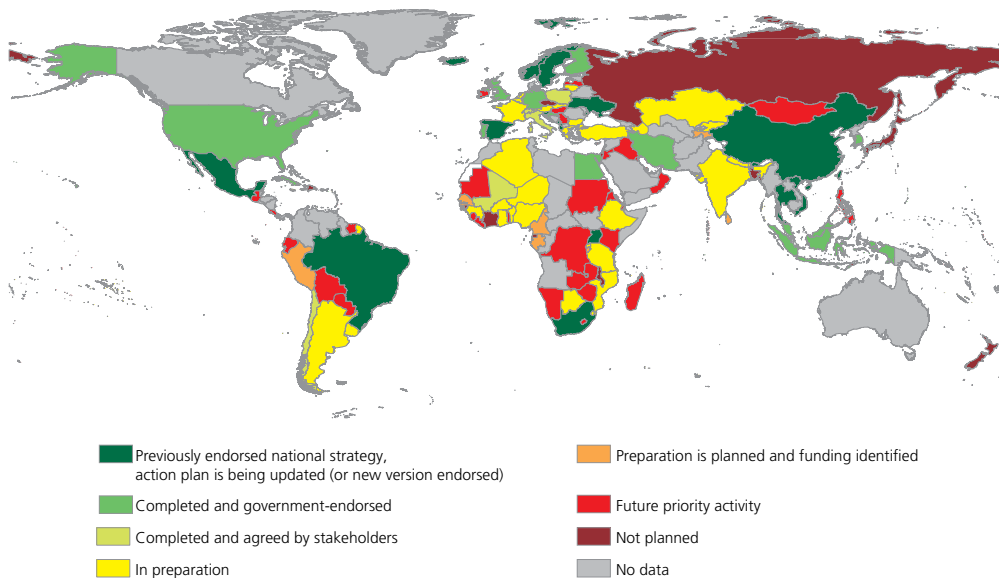 Previously endorsed national strategy,
action plan is being updated (or new version endorsed)
Completed and government-endorsed
Completed and agreed by stakeholders
In preparation
Preparation is planned and funding identified
Future priority activity
Not planned
No data